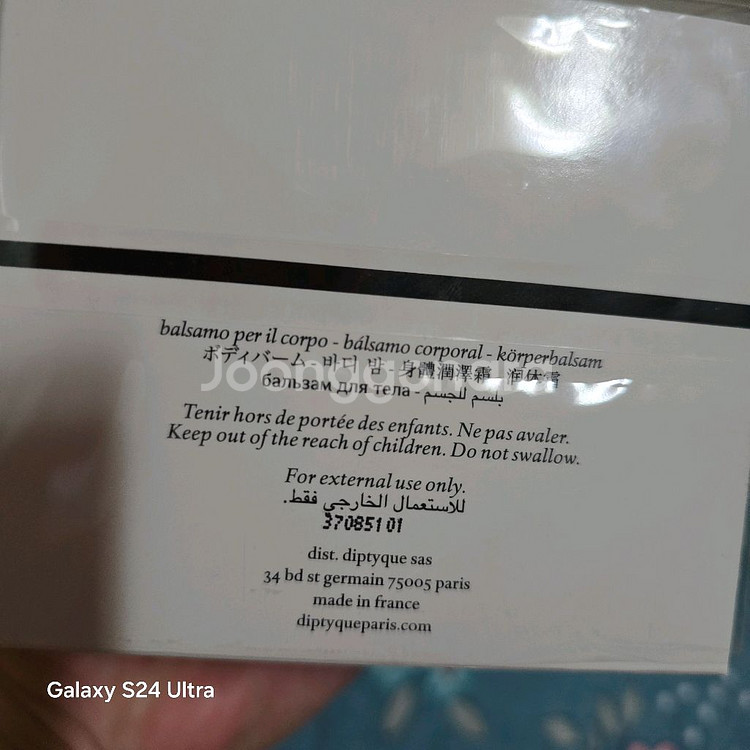 balsamo per il corpo - bálsamo corporal - körperbalsam
ボディバーム - 바디 밤 - 身體潤澤霜 - 润体霜
бальзам для тела - بلسم للجسم
Tenir hors de portée des enfants. Ne pas avaler.
Keep out of the reach of children. Do not swallow.
For external use only.
للاستعمال الخارجي فقط.
37085101
dist. diptyque sas
34 bd st germain 75005 paris
made in france
diptyqueparis.com
Galaxy S24 Ultra